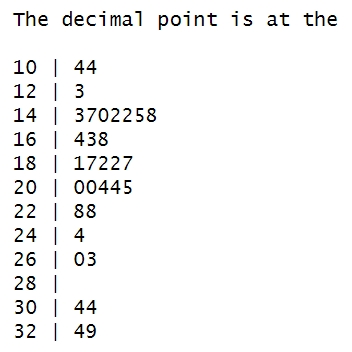 The decimal point is at the
10 | 44
12 | 3
14 | 3702258
16 | 438
18 | 17227
20 | 00445
22 | 88
24 | 4
26 | 03
28 |
30 | 44
32 | 49